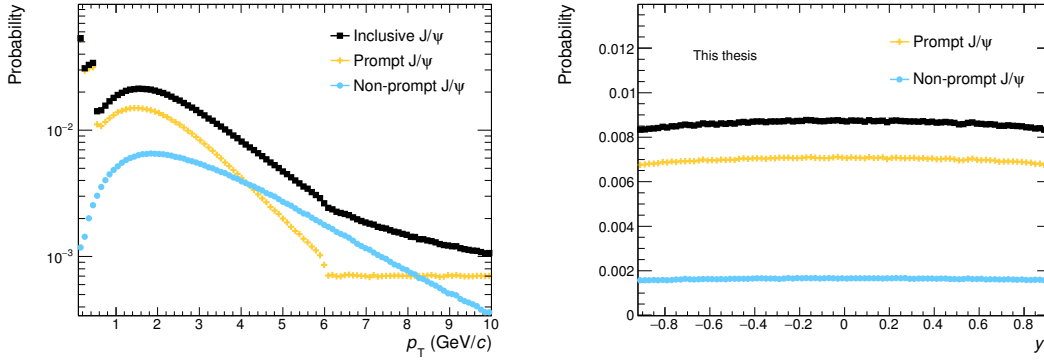 Probability
Inclusive J/ψ
Prompt J/ψ
Non-prompt J/ψ
10⁻²
10⁻³
1 2 3 4 5 6 7 8 9 10
p_T (GeV/c)
Probability
This thesis
Prompt J/ψ
Non-prompt J/ψ
0.012
0.01
0.008
0.006
0.004
0.002
0
−0.8 −0.6 −0.4 −0.2 0 0.2 0.4 0.6 0.8
y